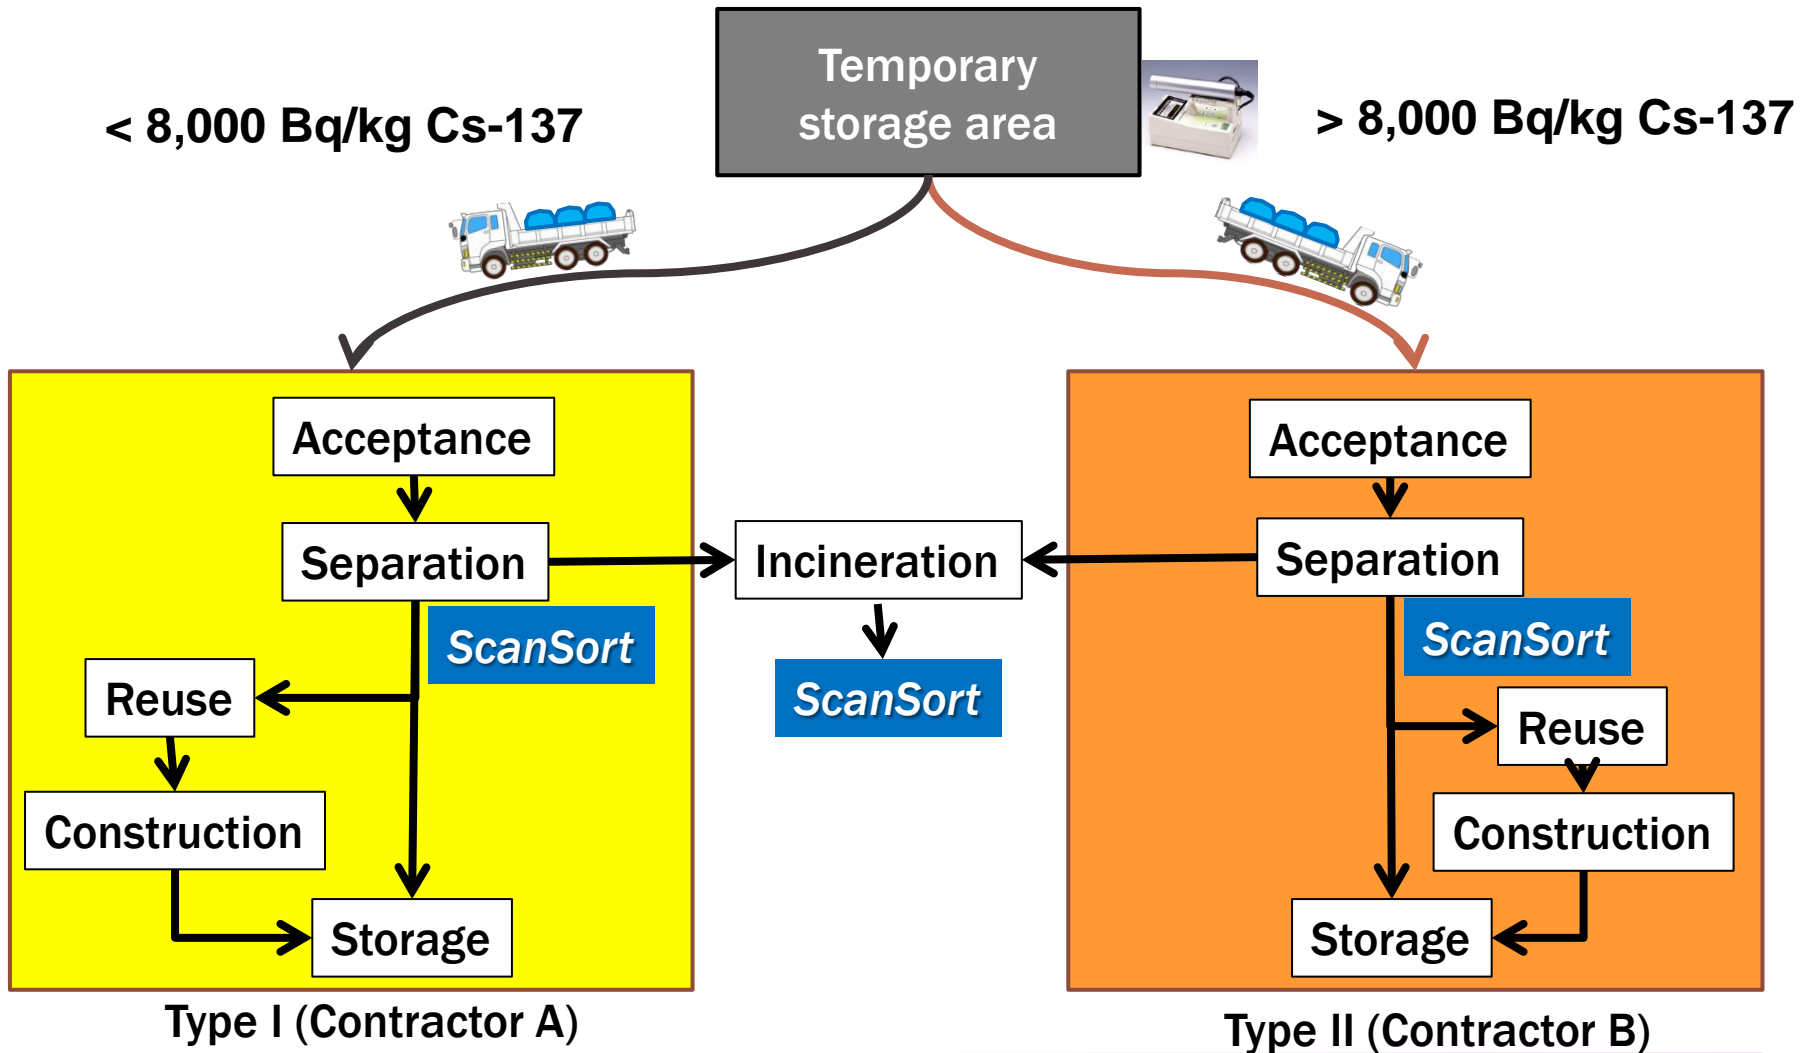 Temporary
storage area
< 8,000 Bq/kg Cs-137
> 8,000 Bq/kg Cs-137
Acceptance
Separation
ScanSort
Reuse
Construction
Storage
Type I (Contractor A)
Incineration
ScanSort
Acceptance
Separation
ScanSort
Reuse
Construction
Storage
Type II (Contractor B)